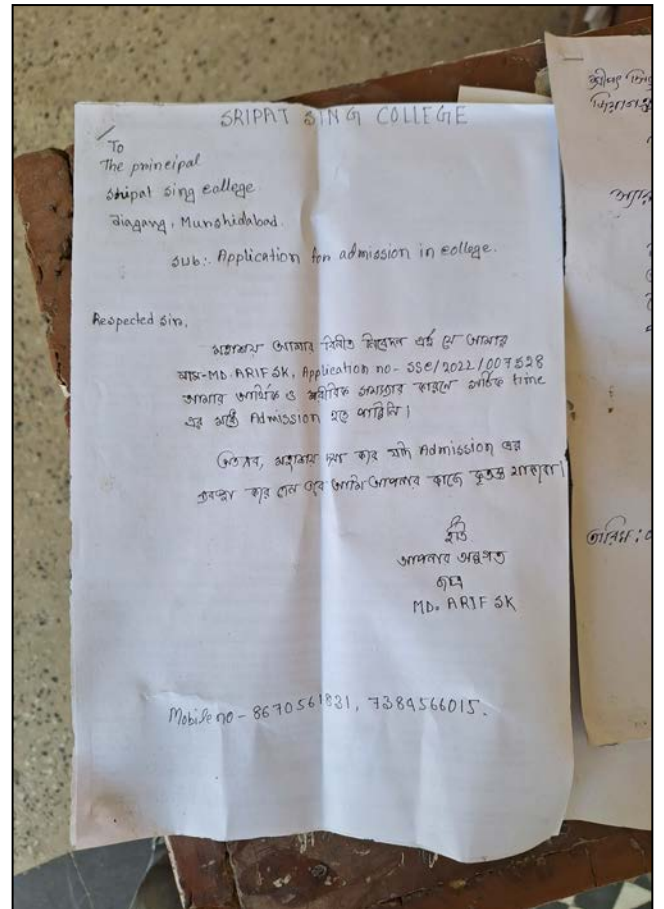 SRIPAT SING COLLEGE
To
The principal
sripat sing college
Jiagang, Murshidabad.
Sub:- Application for admission in college.
Respected sir,
মহাশয় আমার বিনীত নিবেদন এই যে আমার
নাম-MD. ARIF SK, Application no- SSC/2022/007528
আমার আর্থিক ও শারীরিক সমস্যার কারনে সঠিক time
এর মধ্যে Admission হতে পারিনি।
অতএব, মহাশয় দয়া করে যদি Admission এর
ব্যবস্থা করে দেন তবে আমি আপনার কাছে কৃতজ্ঞ থাকবো।
ইতি
আপনার অনুগত
ছাত্র
MD. ARIF SK
Mobile no - 8670561831, 7384566015.
শ্রীপৎ
তারিখ: